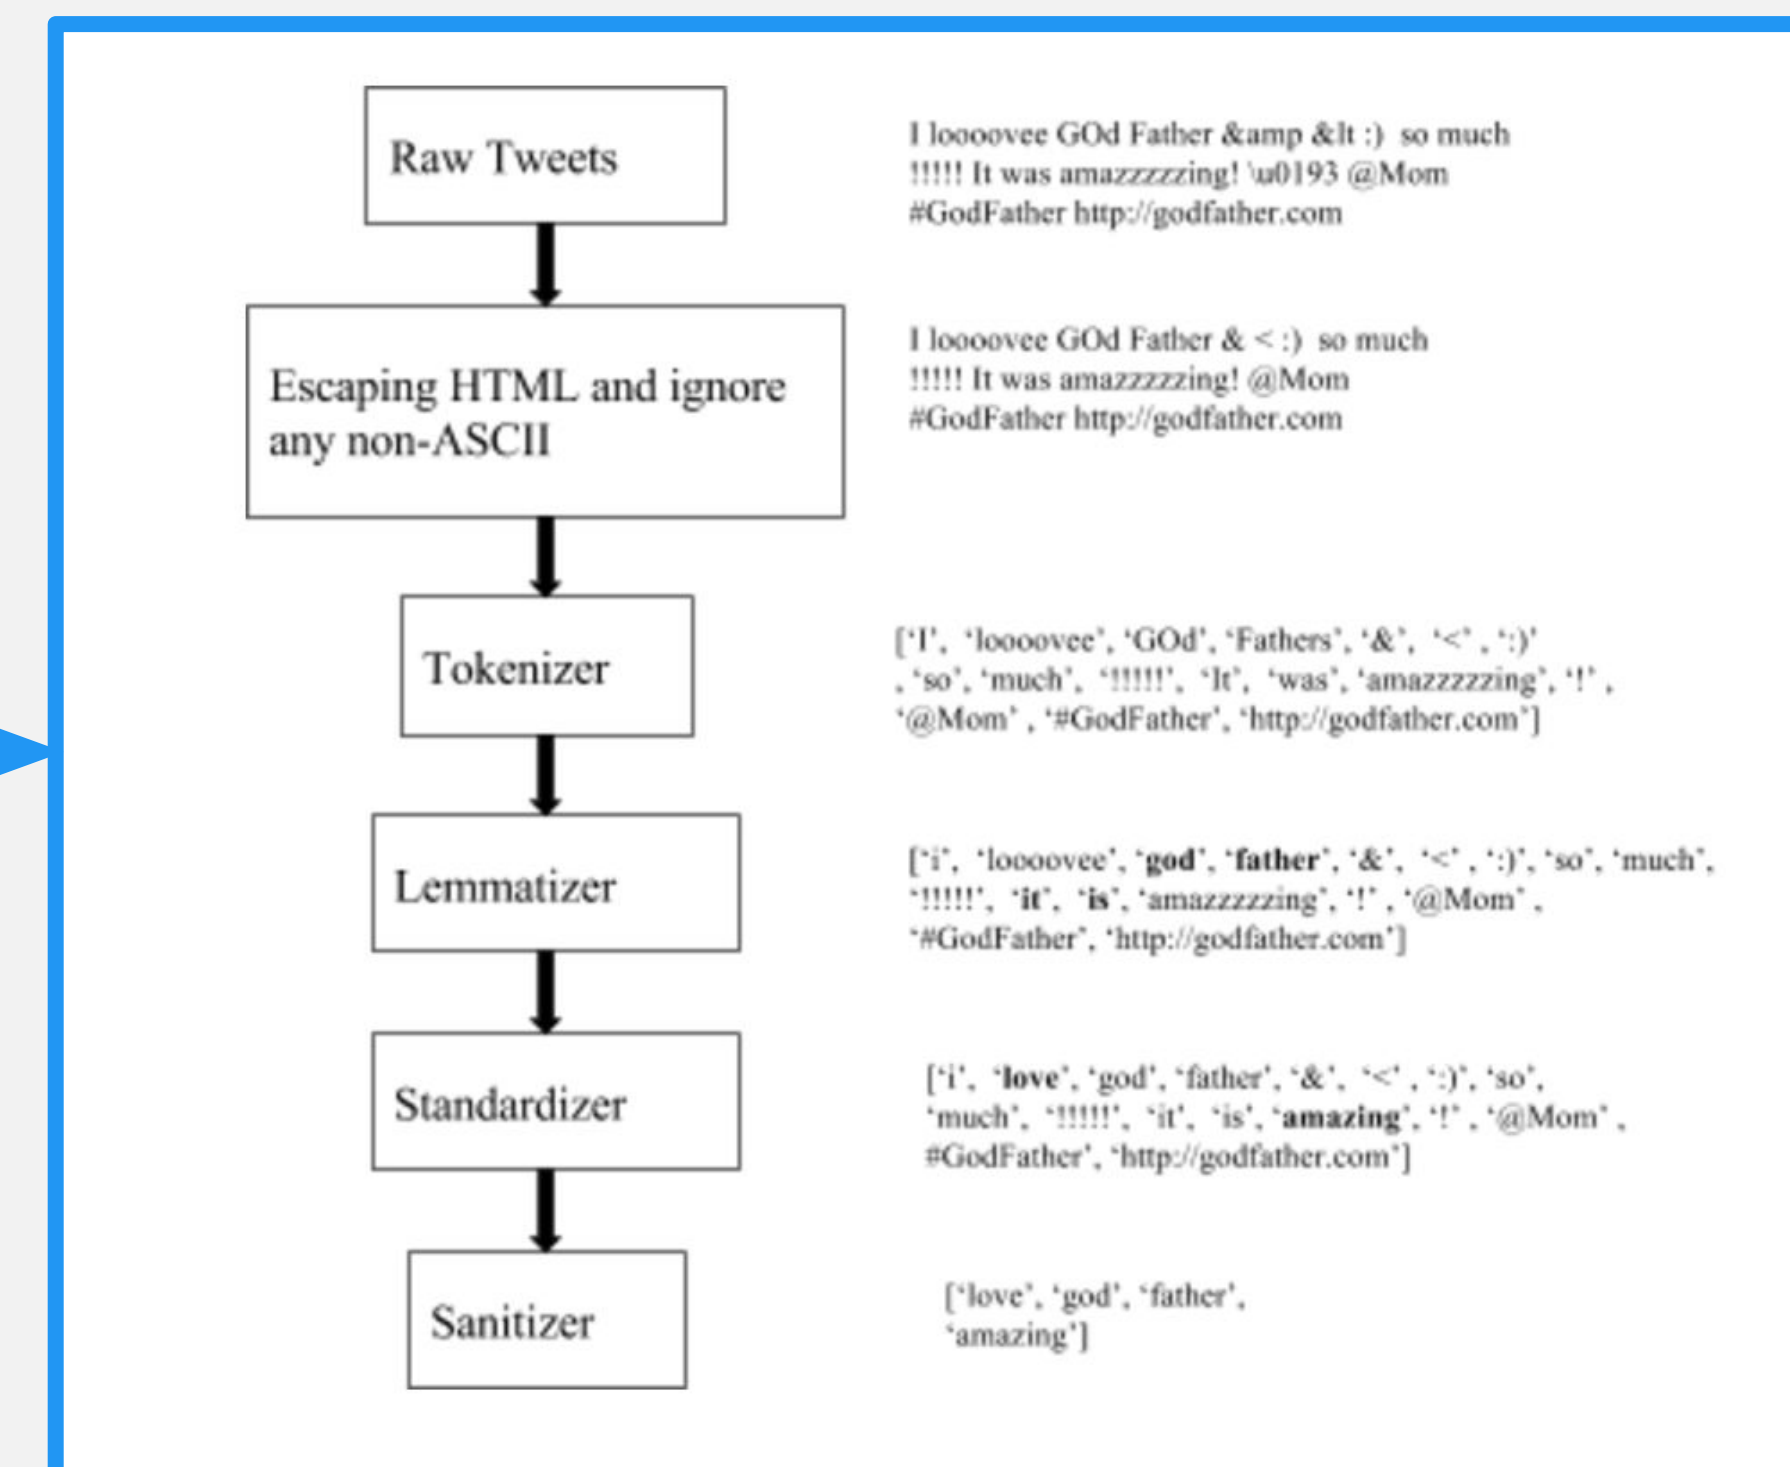 Raw Tweets
I loooovee GOd Father &amp &lt :)  so much
!!!!! It was amazzzzzing! \u0193 @Mom
#GodFather http://godfather.com
Escaping HTML and ignore
any non-ASCII
I loooovee GOd Father & < :)  so much
!!!!! It was amazzzzzing! @Mom
#GodFather http://godfather.com
Tokenizer
[‘I’,  ‘loooovee’, ‘GOd’, ‘Fathers’, ‘&’,  ‘<’ , ‘:)’
, ‘so’, ‘much’,  ‘!!!!!’,  ‘It’,  ‘was’, ‘amazzzzzing’, ‘!’ ,
‘@Mom’ , ‘#GodFather’, ‘http://godfather.com’]
Lemmatizer
[‘i’,  ‘loooovee’, ‘god’, ‘father’, ‘&’,  ‘<’ , ‘:)’, ‘so’, ‘much’,
‘!!!!!’,  ‘it’,  ‘is’, ‘amazzzzzing’, ‘!’ , ‘@Mom’ ,
‘#GodFather’, ‘http://godfather.com’]
Standardizer
[‘i’,  ‘love’, ‘god’, ‘father’, ‘&’,  ‘<’ , ‘:)’, ‘so’,
‘much’,  ‘!!!!!’,  ‘it’,  ‘is’, ‘amazing’, ‘!’ , ‘@Mom’ ,
#GodFather’, ‘http://godfather.com’]
Sanitizer
[‘love’, ‘god’, ‘father’,
‘amazing’]